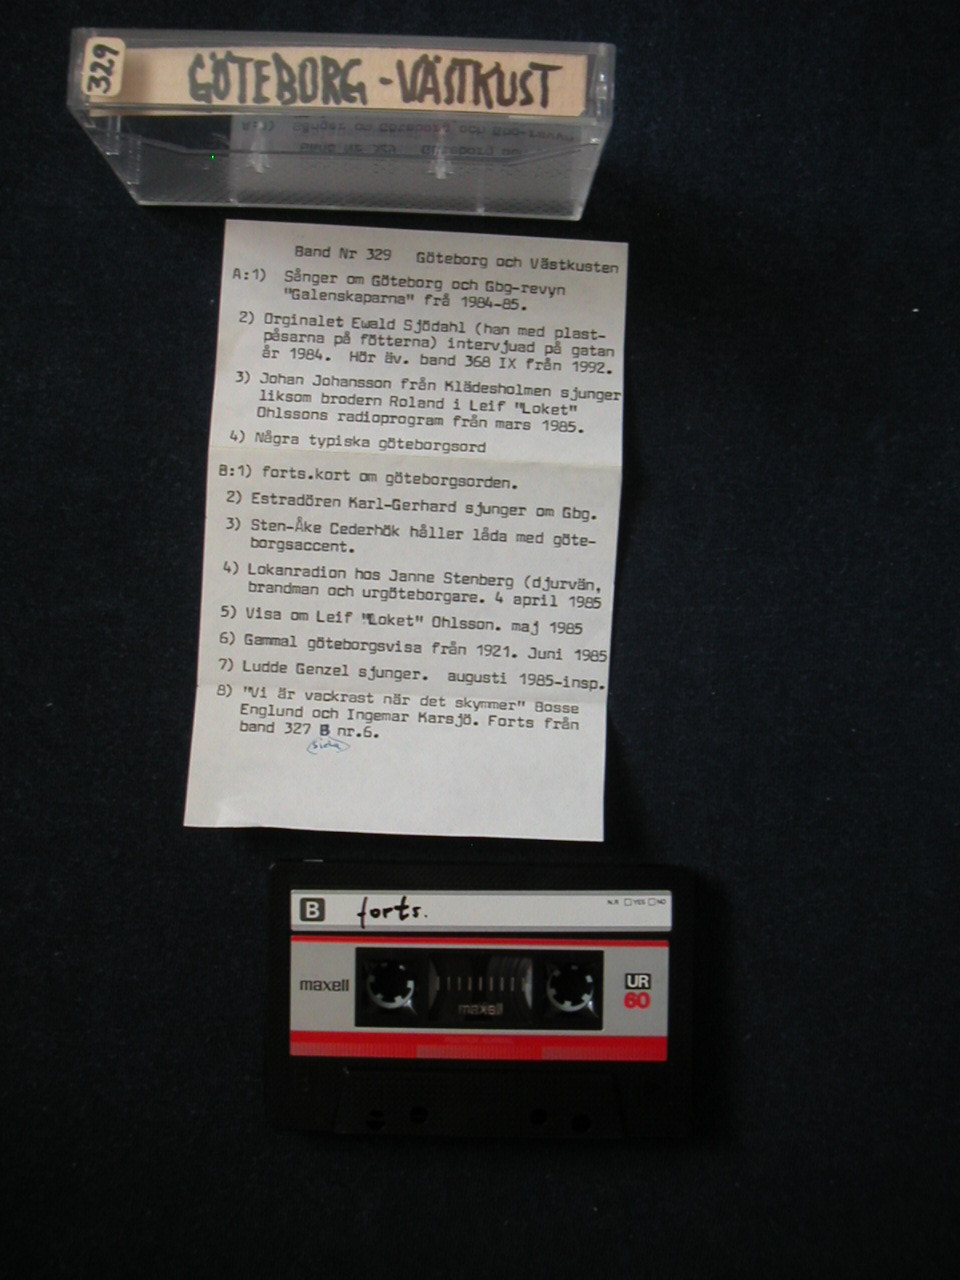 329
GÖTEBORG - VÄSTKUST
Band Nr 329 Göteborg och Västkusten
A:1) Sånger om Göteborg och Gbg-revyn
"Galenskaparna" frå 1984-85.
2) Orginalet Ewald Sjödahl (han med plast-
påsarna på fötterna) intervjuad på gatan
år 1984. Hör äv. band 368 IX från 1992.
3) Johan Johansson från Klädesholmen sjunger
liksom brodern Roland i Leif "Loket"
Ohlssons radioprogram från mars 1985.
4) Några typiska göteborgsord
B:1) forts.kort om göteborgsorden.
2) Estradören Karl-Gerhard sjunger om Gbg.
3) Sten-Åke Cederhök håller låda med göte-
borgsaccent.
4) Lokanradion hos Janne Stenberg (djurvän,
brandman och urgöteborgare. 4 april 1985
5) Visa om Leif "Loket" Ohlsson. maj 1985
6) Gammal göteborgsvisa från 1921. Juni 1985
7) Ludde Genzel sjunger. augusti 1985-insp.
8) "Vi är vackrast när det skymmer" Bosse
Englund och Ingemar Karsjö. Forts från
band 327 B nr.6.
sida
B forts.
N.R YES NO
maxell
UR
60
maxell